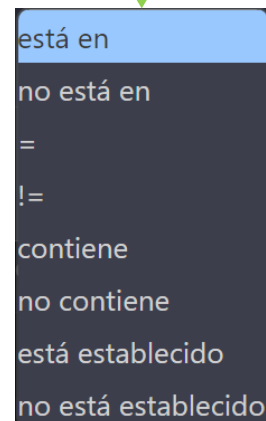 está en
no está en
=
!=
contiene
no contiene
está establecido
no está establecido